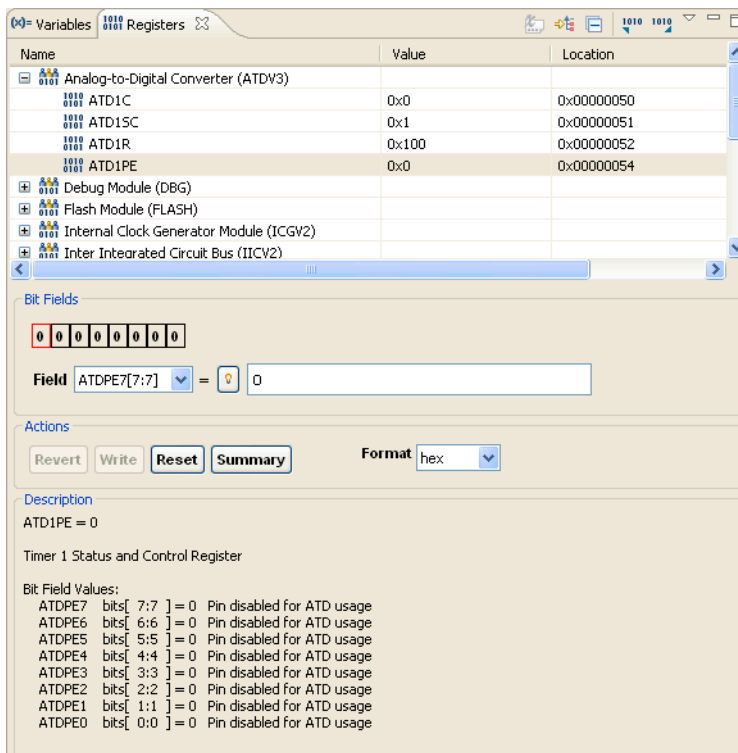 (x)= Variables 1010 0101 Registers
1010 1010
Name Value Location
Analog-to-Digital Converter (ATDV3)
ATD1C 0x0 0x00000050
ATD1SC 0x1 0x00000051
ATD1R 0x100 0x00000052
ATD1PE 0x0 0x00000054
Debug Module (DBG)
Flash Module (FLASH)
Internal Clock Generator Module (ICGV2)
Inter Integrated Circuit Bus (IICV2)
Bit Fields
0 0 0 0 0 0 0 0
Field ATDPE7[7:7] = 0
Actions
Revert Write Reset Summary Format hex
Description
ATD1PE = 0
Timer 1 Status and Control Register
Bit Field Values:
ATDPE7 bits[ 7:7 ] = 0 Pin disabled for ATD usage
ATDPE6 bits[ 6:6 ] = 0 Pin disabled for ATD usage
ATDPE5 bits[ 5:5 ] = 0 Pin disabled for ATD usage
ATDPE4 bits[ 4:4 ] = 0 Pin disabled for ATD usage
ATDPE3 bits[ 3:3 ] = 0 Pin disabled for ATD usage
ATDPE2 bits[ 2:2 ] = 0 Pin disabled for ATD usage
ATDPE1 bits[ 1:1 ] = 0 Pin disabled for ATD usage
ATDPE0 bits[ 0:0 ] = 0 Pin disabled for ATD usage